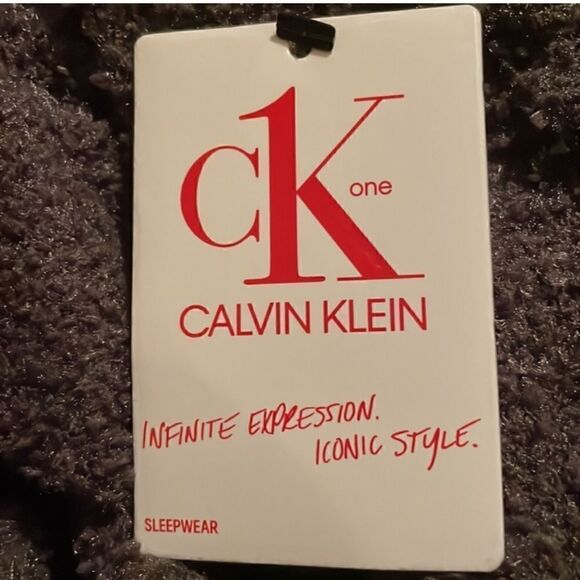 CK one
CALVIN KLEIN
INFINITE EXPRESSION.
ICONIC STYLE.
SLEEPWEAR